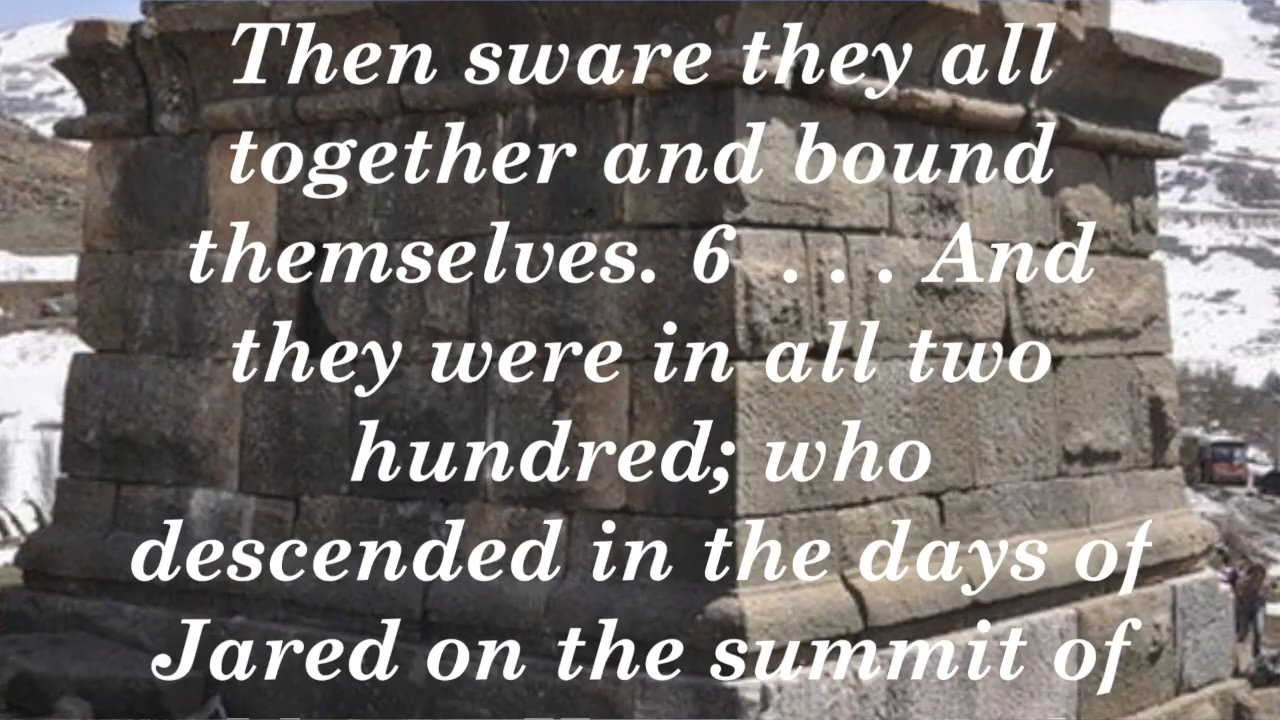 Then sware they all
together and bound
themselves. 6 . . . And
they were in all two
hundred; who
descended in the days of
Jared on the summit of